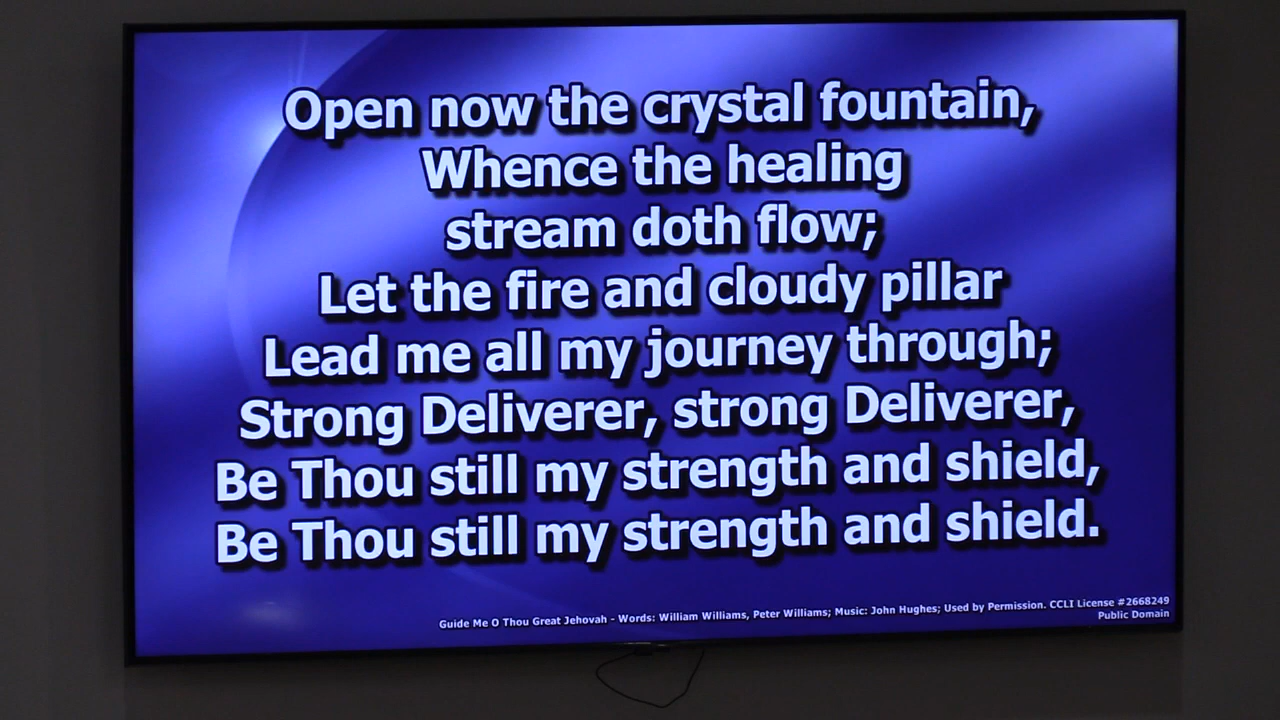 Open now the crystal fountain,
Whence the healing
stream doth flow;
Let the fire and cloudy pillar
Lead me all my journey through;
Strong Deliverer, strong Deliverer,
Be Thou still my strength and shield,
Be Thou still my strength and shield.
Guide Me O Thou Great Jehovah - Words: William Williams, Peter Williams; Music: John Hughes; Used by Permission. CCLI License #2668249
Public Domain